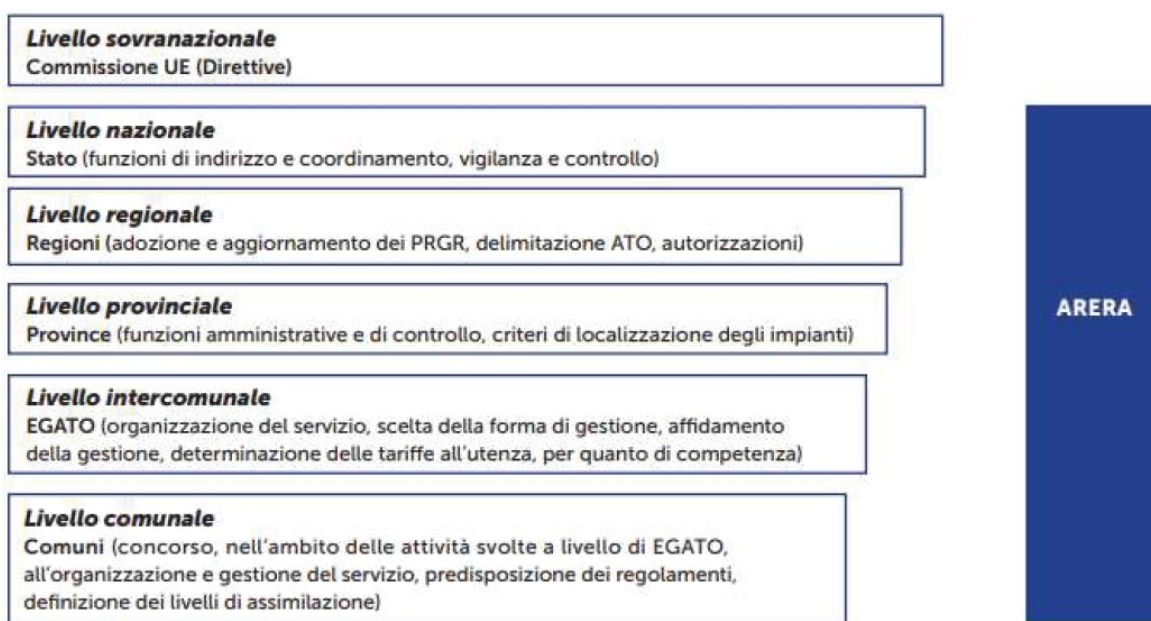 Livello sovranazionale
Commissione UE (Direttive)
Livello nazionale
Stato (funzioni di indirizzo e coordinamento, vigilanza e controllo)
Livello regionale
Regioni (adozione e aggiornamento dei PRGR, delimitazione ATO, autorizzazioni)
Livello provinciale
Province (funzioni amministrative e di controllo, criteri di localizzazione degli impianti)
Livello intercomunale
EGATO (organizzazione del servizio, scelta della forma di gestione, affidamento
della gestione, determinazione delle tariffe all'utenza, per quanto di competenza)
Livello comunale
Comuni (concorso, nell'ambito delle attività svolte a livello di EGATO,
all'organizzazione e gestione del servizio, predisposizione dei regolamenti,
definizione dei livelli di assimilazione)
ARERA